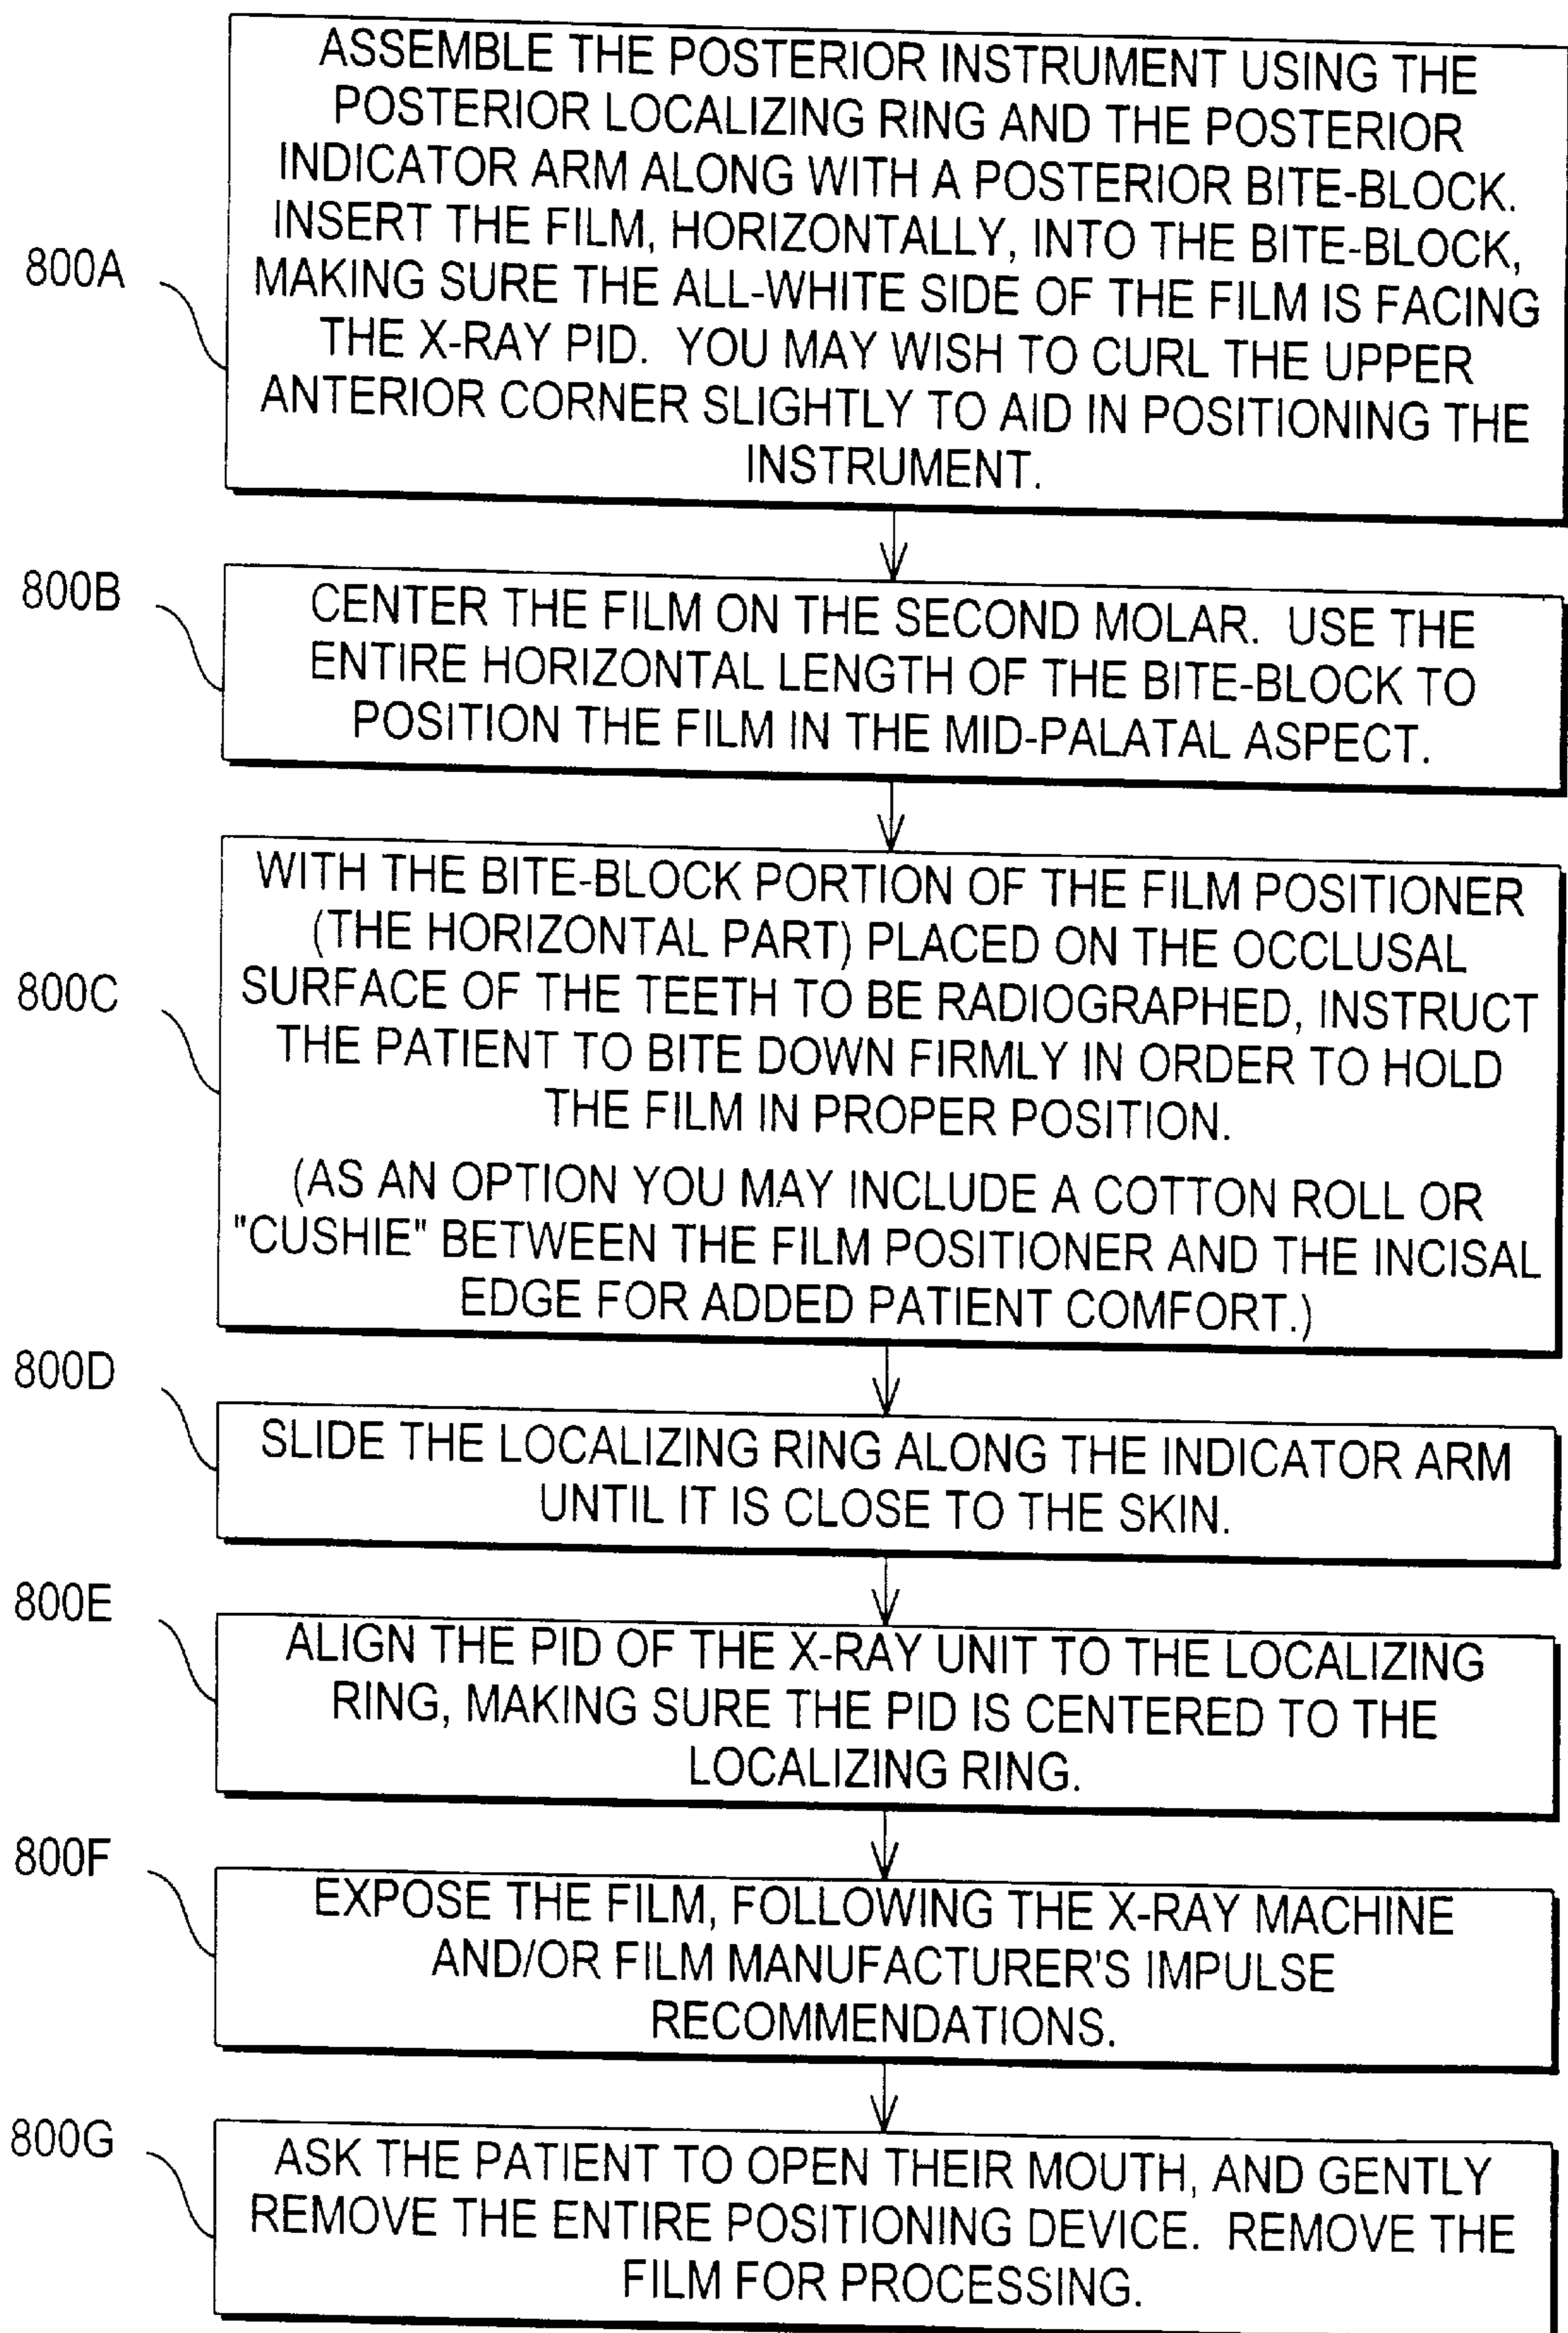 800A
ASSEMBLE THE POSTERIOR INSTRUMENT USING THE
POSTERIOR LOCALIZING RING AND THE POSTERIOR
INDICATOR ARM ALONG WITH A POSTERIOR BITE-BLOCK.
INSERT THE FILM, HORIZONTALLY, INTO THE BITE-BLOCK,
MAKING SURE THE ALL-WHITE SIDE OF THE FILM IS FACING
THE X-RAY PID. YOU MAY WISH TO CURL THE UPPER
ANTERIOR CORNER SLIGHTLY TO AID IN POSITIONING THE
INSTRUMENT.
800B
CENTER THE FILM ON THE SECOND MOLAR. USE THE
ENTIRE HORIZONTAL LENGTH OF THE BITE-BLOCK TO
POSITION THE FILM IN THE MID-PALATAL ASPECT.
800C
WITH THE BITE-BLOCK PORTION OF THE FILM POSITIONER
(THE HORIZONTAL PART) PLACED ON THE OCCLUSAL
SURFACE OF THE TEETH TO BE RADIOGRAPHED, INSTRUCT
THE PATIENT TO BITE DOWN FIRMLY IN ORDER TO HOLD
THE FILM IN PROPER POSITION.
(AS AN OPTION YOU MAY INCLUDE A COTTON ROLL OR
"CUSHIE" BETWEEN THE FILM POSITIONER AND THE INCISAL
EDGE FOR ADDED PATIENT COMFORT.)
800D
SLIDE THE LOCALIZING RING ALONG THE INDICATOR ARM
UNTIL IT IS CLOSE TO THE SKIN.
800E
ALIGN THE PID OF THE X-RAY UNIT TO THE LOCALIZING
RING, MAKING SURE THE PID IS CENTERED TO THE
LOCALIZING RING.
800F
EXPOSE THE FILM, FOLLOWING THE X-RAY MACHINE
AND/OR FILM MANUFACTURER'S IMPULSE
RECOMMENDATIONS.
800G
ASK THE PATIENT TO OPEN THEIR MOUTH, AND GENTLY
REMOVE THE ENTIRE POSITIONING DEVICE. REMOVE THE
FILM FOR PROCESSING.